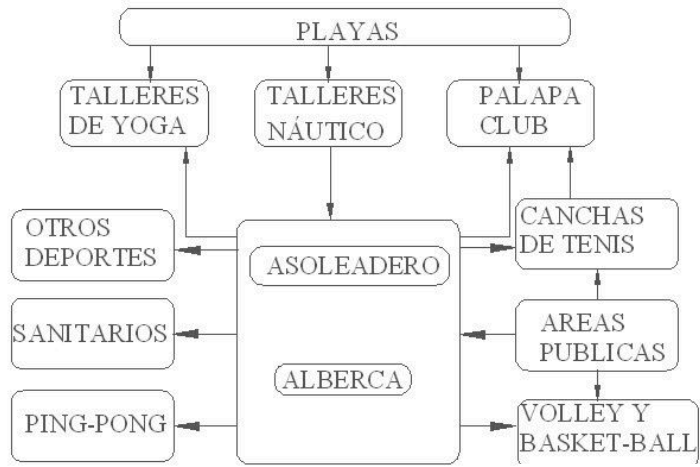 PLAYAS
TALLERES
DE YOGA
TALLERES
NÁUTICO
PALAPA
CLUB
OTROS
DEPORTES
ASOLEADERO
CANCHAS
DE TENIS
SANITARIOS
AREAS
PUBLICAS
ALBERCA
PING-PONG
VOLLEY Y
BASKET-BALL